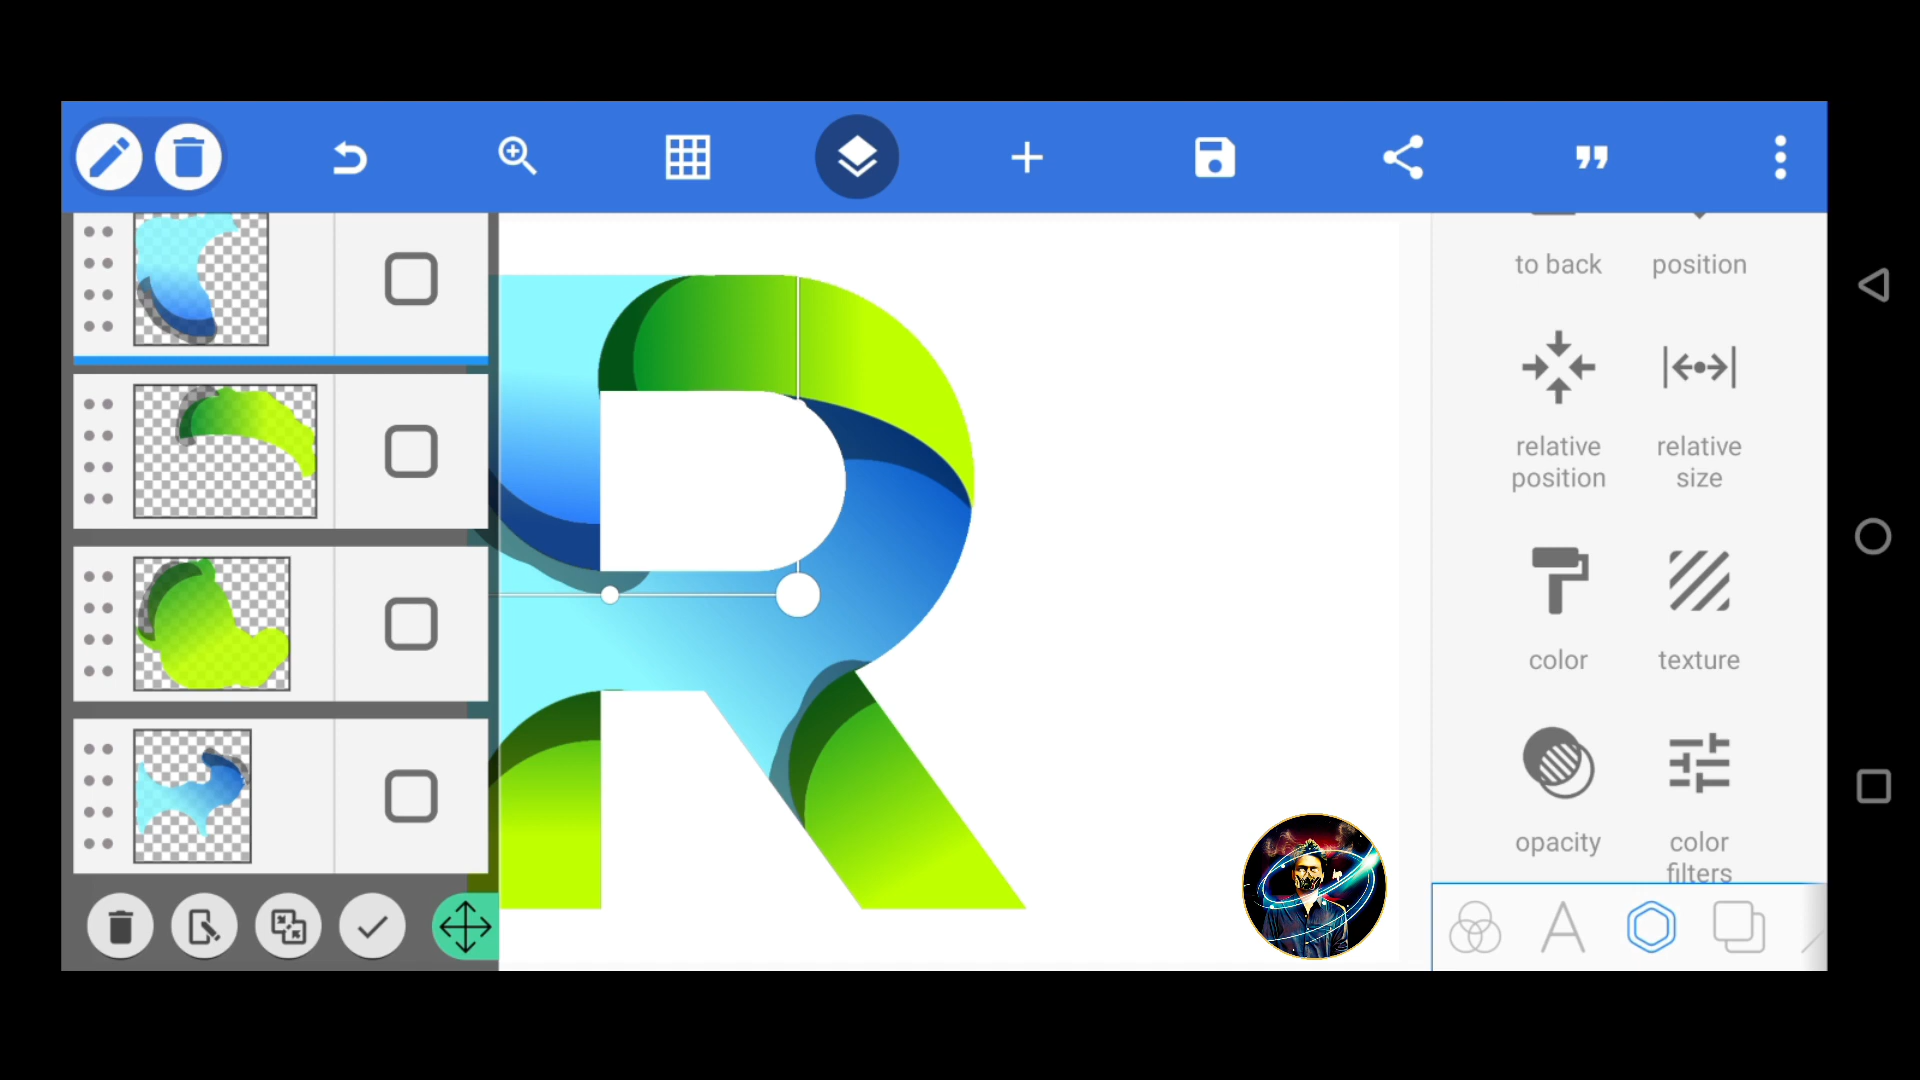 to back
position
relative
position
relative
size
color
texture
opacity
color
filters
R